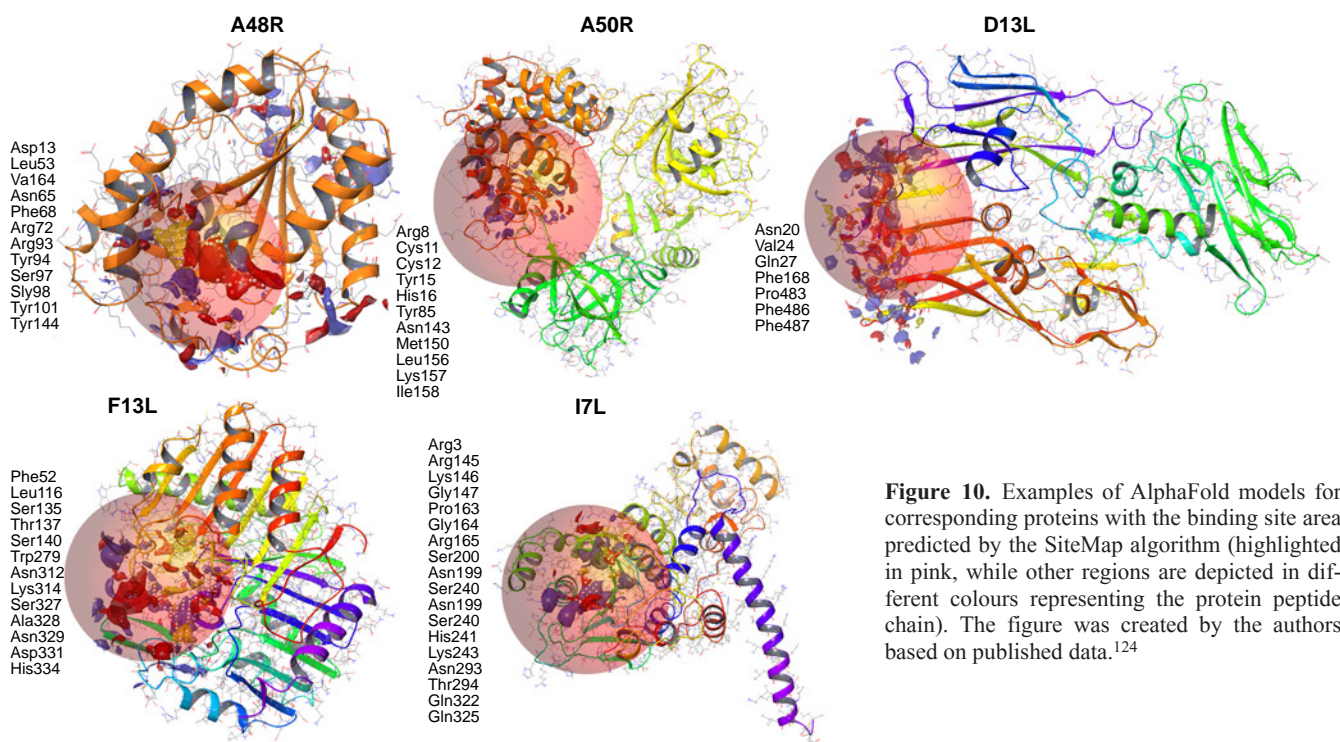 A48R
Asp13
Leu53
Va164
Asn65
Phe68
Arg72
Arg93
Tyr94
Ser97
Sly98
Tyr101
Tyr144
A50R
Arg8
Cys11
Cys12
Tyr15
His16
Tyr85
Asn143
Met150
Leu156
Lys157
Ile158
D13L
Asn20
Val24
Gln27
Phe168
Pro483
Phe486
Phe487
F13L
Phe52
Leu116
Ser135
Thr137
Ser140
Trp279
Asn312
Lys314
Ser327
Ala328
Asn329
Asp331
His334
I7L
Arg3
Arg145
Lys146
Gly147
Pro163
Gly164
Arg165
Ser200
Asn199
Ser240
Asn199
Ser240
His241
Lys243
Asn293
Thr294
Gln322
Gln325
Figure 10. Examples of AlphaFold models for
corresponding proteins with the binding site area
predicted by the SiteMap algorithm (highlighted
in pink, while other regions are depicted in dif-
ferent colours representing the protein peptide
chain). The figure was created by the authors
based on published data.124